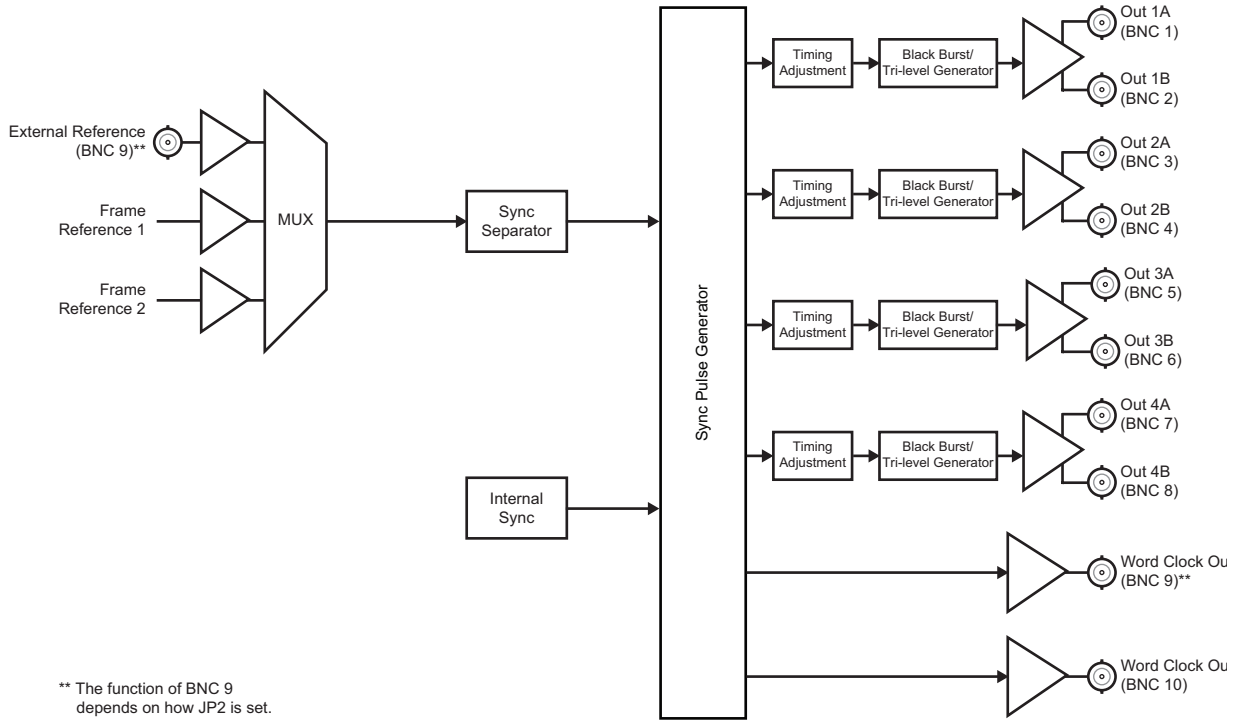 External Reference
(BNC 9)**
Frame
Reference 1
Frame
Reference 2
MUX
Sync
Separator
Internal
Sync
Sync Pulse Generator
Timing
Adjustment
Black Burst/
Tri-level Generator
Out 1A
(BNC 1)
Out 1B
(BNC 2)
Timing
Adjustment
Black Burst/
Tri-level Generator
Out 2A
(BNC 3)
Out 2B
(BNC 4)
Timing
Adjustment
Black Burst/
Tri-level Generator
Out 3A
(BNC 5)
Out 3B
(BNC 6)
Timing
Adjustment
Black Burst/
Tri-level Generator
Out 4A
(BNC 7)
Out 4B
(BNC 8)
Word Clock Ou
(BNC 9)**
Word Clock Ou
(BNC 10)
** The function of BNC 9
depends on how JP2 is set.